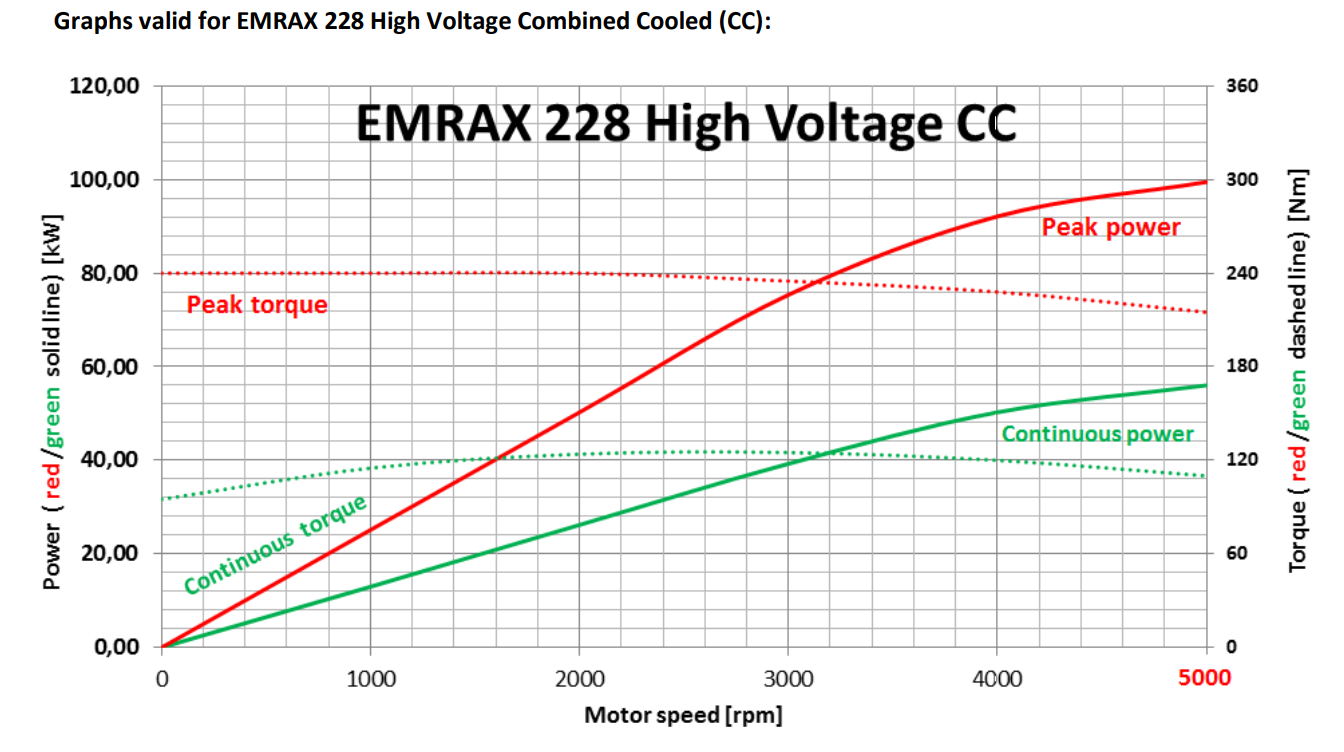 Graphs valid for EMRAX 228 High Voltage Combined Cooled (CC):
EMRAX 228 High Voltage CC
120,00
100,00
80,00
60,00
40,00
20,00
0,00
Power ( red /green solid line) [kW]
360
300
240
180
120
60
0
Torque ( red /green dashed line) [Nm]
Peak power
Peak torque
Continuous power
Continuous torque
0
1000
2000
3000
4000
5000
Motor speed [rpm]